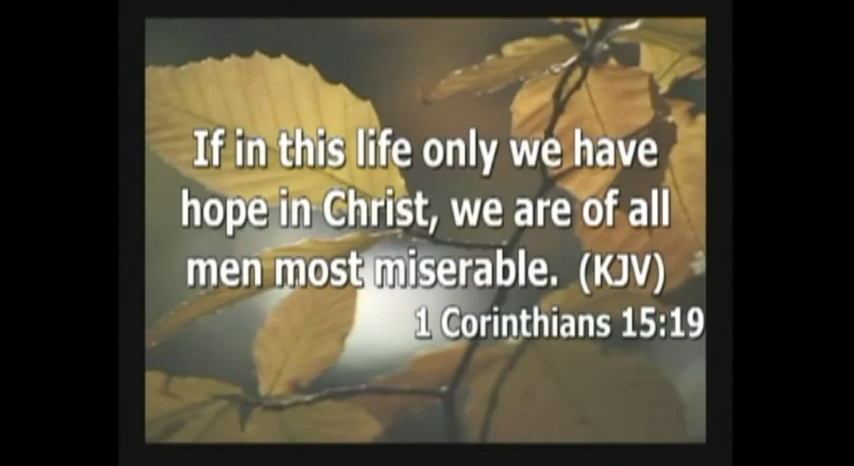 If in this life only we have
hope in Christ, we are of all
men most miserable. (KJV)
1 Corinthians 15:19